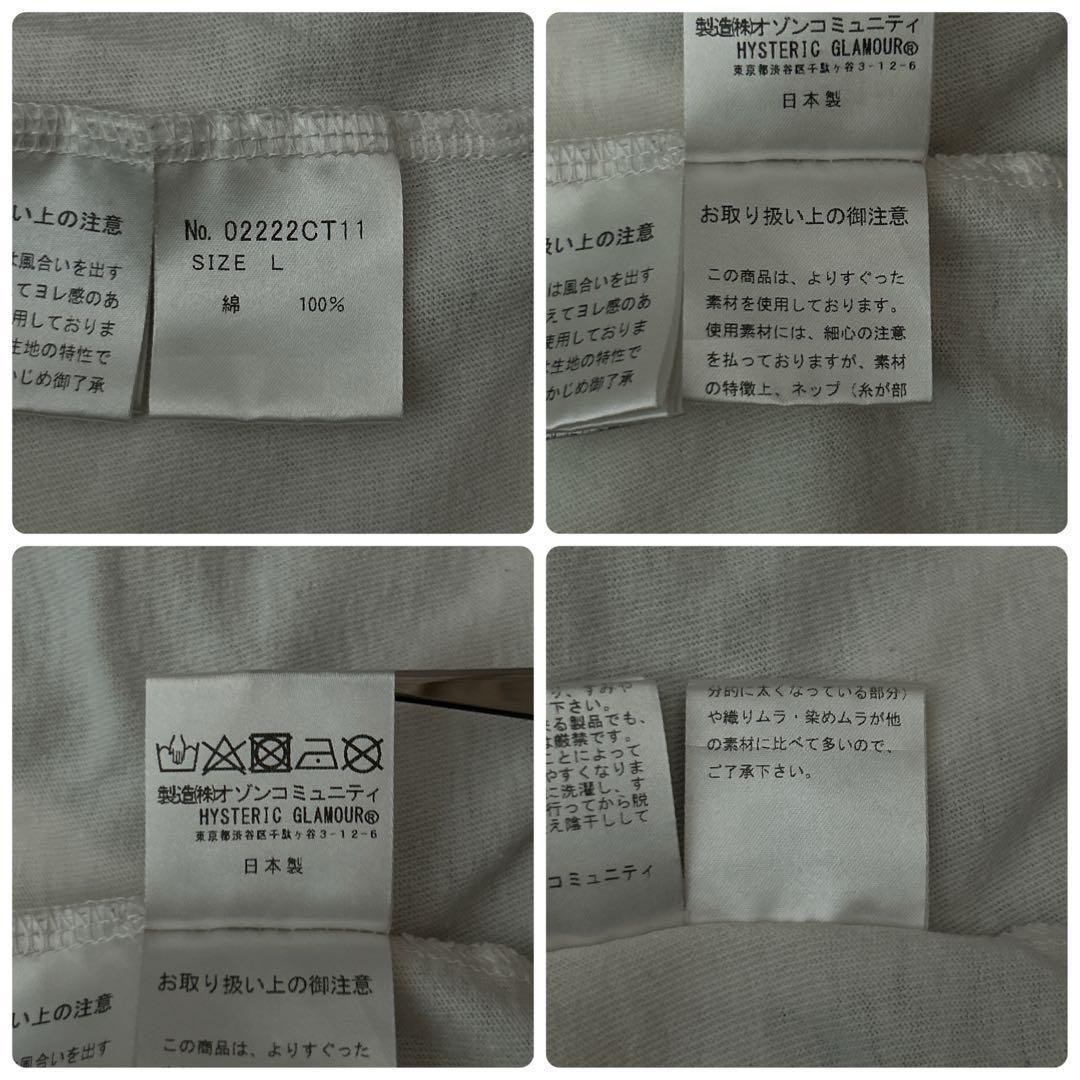 い上の注意
は風合いを出す
てヨレ感のあ
用しておりま
生地の特性で
かじめ御了承
No. 02222CT11
SIZE L
綿 100%
製造㈱オゾンコミュニティ
HYSTERIC GLAMOUR®
東京都渋谷区千駄ヶ谷3-12-6
日本製
扱い上の注意
は風合いを出す
えてヨレ感のあ
使用しておりま
生地の特性で
かじめ御了承
お取り扱い上の御注意
この商品は、よりすぐった
素材を使用しております。
使用素材には、細心の注意
を払っておりますが、素材
の特徴上、ネップ（糸が部
製造㈱オゾンコミュニティ
HYSTERIC GLAMOUR®
東京都渋谷区千駄ヶ谷3-12-6
日本製
お取り扱い上の御注意
この商品は、よりすぐった
い上の注意
風合いを出す
り、すみや
下さい。
る製品でも、
は厳禁です。
ことによって
やすくなりま
に洗濯し、す
行ってから脱
え陰干しして
コミュニティ
分的に太くなっている部分）
や織りムラ・染めムラが他
の素材に比べて多いので、
ご了承下さい。